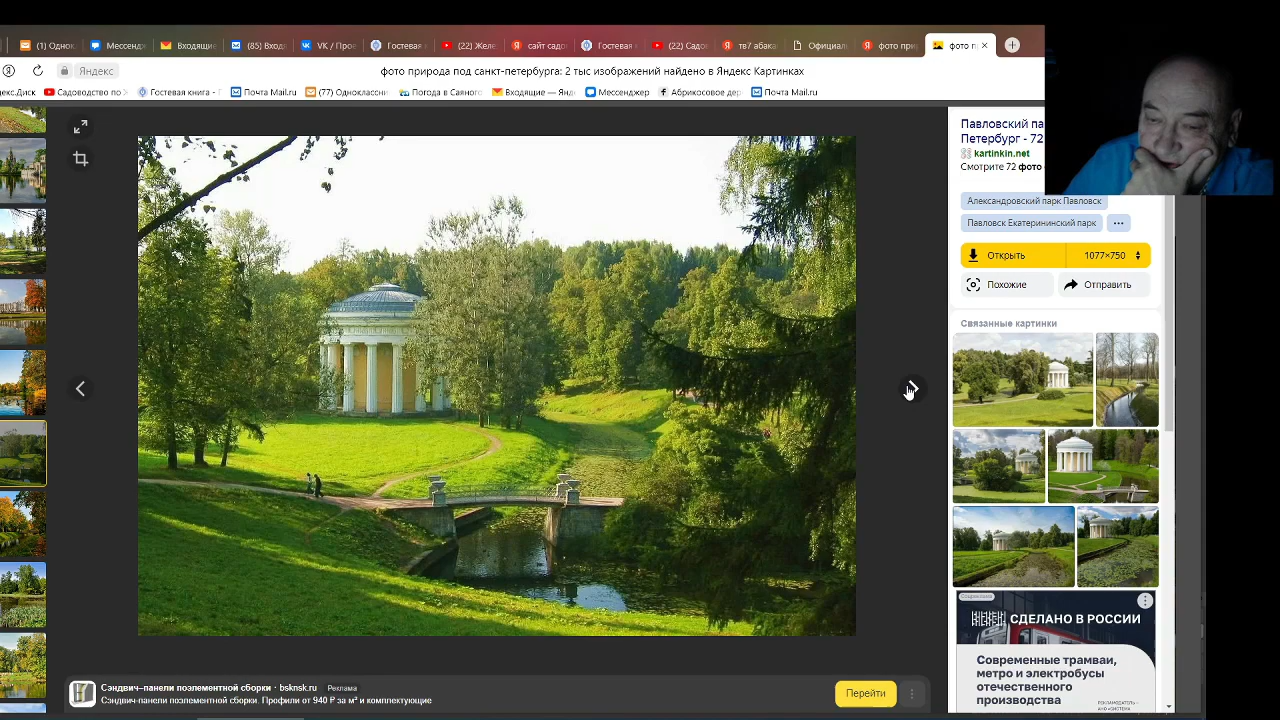 (1) Однок
Мессендж
Входящие
(85) Входя
VK / Прое
Гостевая
(22) Желе
сайт садо
Гостевая
(22) Садо
тв7 абака
Официал
фото при
фото п
Яндекс
фото природа под санкт-петербурга: 2 тыс изображений найдено в Яндекс Картинках
кс.Диск
Садоводство по
Гостевая книга -
Почта Mail.ru
(77) Одноклассни
Погода в Саяного
Входящие — Янд
Мессенджер
Абрикосовое дер
Почта Mail.ru
Павловский па
Петербург - 72
kartinkin.net
Смотрите 72 фото
Александровский парк Павловск
Павловск Екатерининский парк
Открыть
1077×750
Похожие
Отправить
Связанные картинки
СДЕЛАНО В РОССИИ
Современные трамваи,
метро и электробусы
отечественного
производства
Сэндвич–панели поэлементной сборки · bsknsk.ru Реклама
Сэндвич-панели поэлементной сборки. Профили от 940 ₽ за м² и комплектующие
Перейти